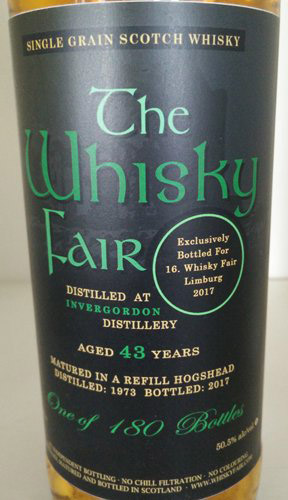 SINGLE GRAIN SCOTCH WHISKY
The
Whisky
Fair
Exclusively
Bottled For
16. Whisky Fair
Limburg
2017
DISTILLED AT
INVERGORDON
DISTILLERY
AGED 43 YEARS
MATURED IN A REFILL HOGSHEAD
DISTILLED: 1973 BOTTLED: 2017
One of 180 Bottles
50.5%
BOTTLING · NO CHILL FILTRATION · NO COLOURING
MATURED AND BOTTLED IN SCOTLAND ·